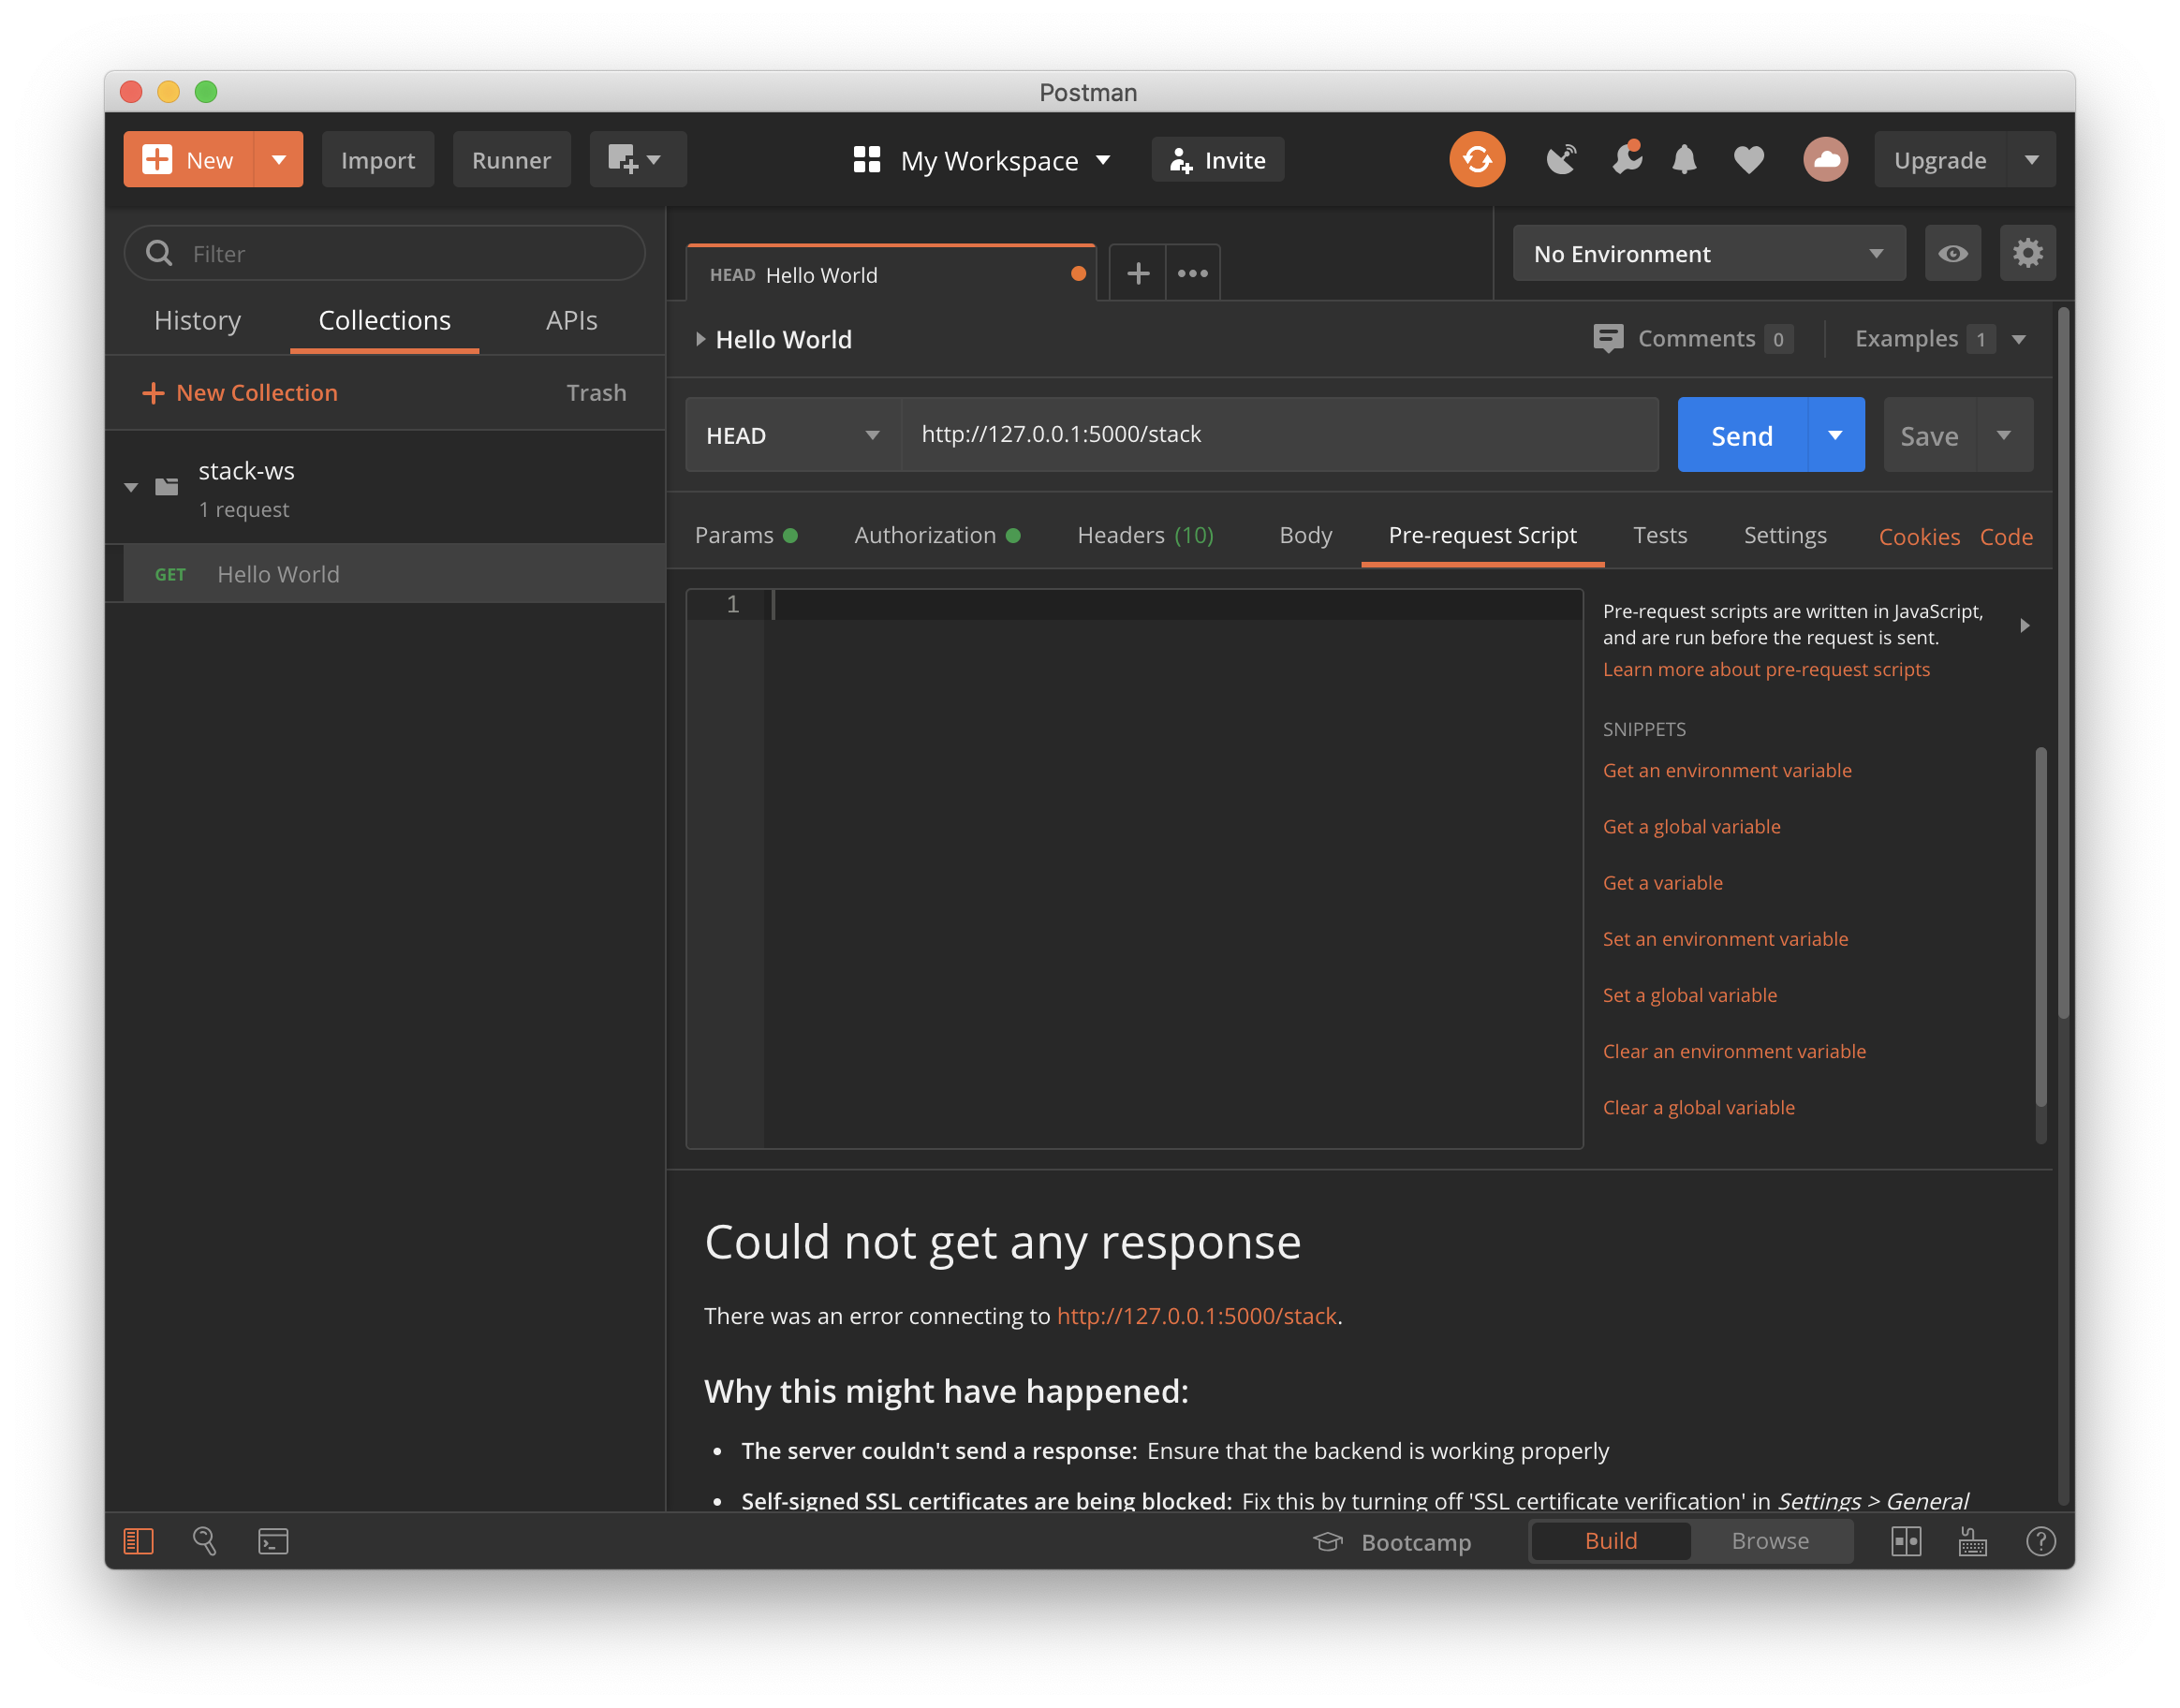 Postman
New
Import
Runner
My Workspace
Invite
Upgrade
Filter
History
Collections
APIs
New Collection
Trash
stack-ws
1 request
GET Hello World
HEAD Hello World
No Environment
Hello World
Comments 0
Examples 1
HEAD
http://127.0.0.1:5000/stack
Send
Save
Params
Authorization
Headers (10)
Body
Pre-request Script
Tests
Settings
Cookies
Code
1
Pre-request scripts are written in JavaScript,
and are run before the request is sent.
Learn more about pre-request scripts
SNIPPETS
Get an environment variable
Get a global variable
Get a variable
Set an environment variable
Set a global variable
Clear an environment variable
Clear a global variable
Could not get any response
There was an error connecting to http://127.0.0.1:5000/stack.
Why this might have happened:
• The server couldn't send a response: Ensure that the backend is working properly
• Self-signed SSL certificates are being blocked: Fix this by turning off 'SSL certificate verification' in Settings > General
Bootcamp
Build
Browse